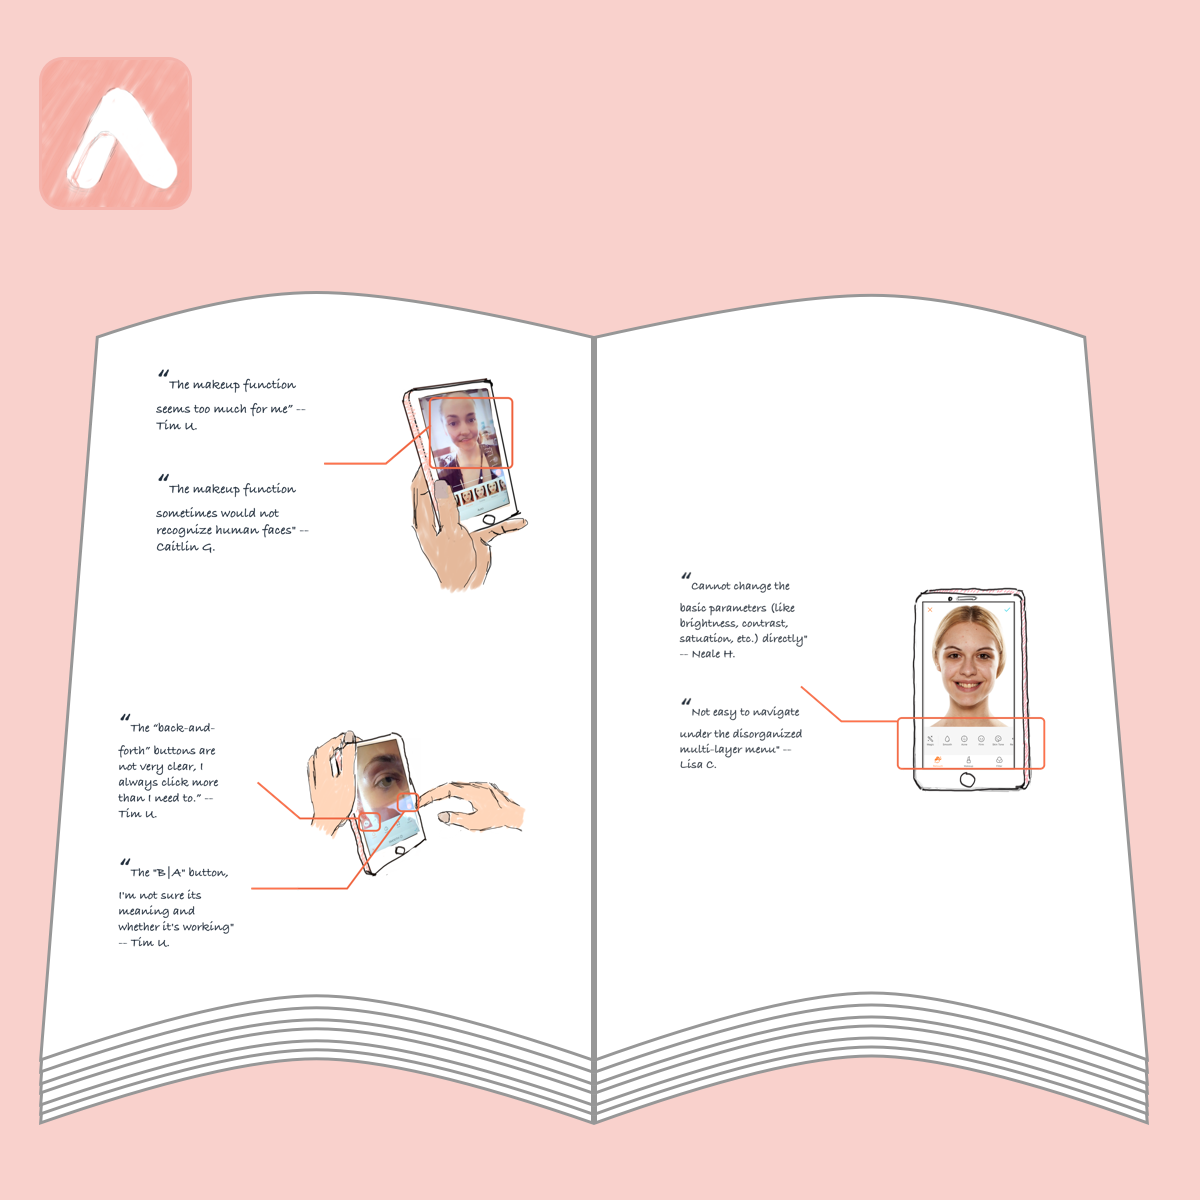 “The makeup function
seems too much for me” --
Tim U.
“The makeup function
sometimes would not
recognize human faces" --
Caitlin G.
“The “back-and-
forth” buttons are
not very clear, I
always click more
than I need to.” --
Tim U.
“The "B|A" button,
I'm not sure its
meaning and
whether it's working"
-- Tim U.
“Cannot change the
basic parameters (like
brightness, contrast,
satuation, etc.) directly"
-- Neale H.
“Not easy to navigate
under the disorganized
multi-layer menu" --
Lisa C.